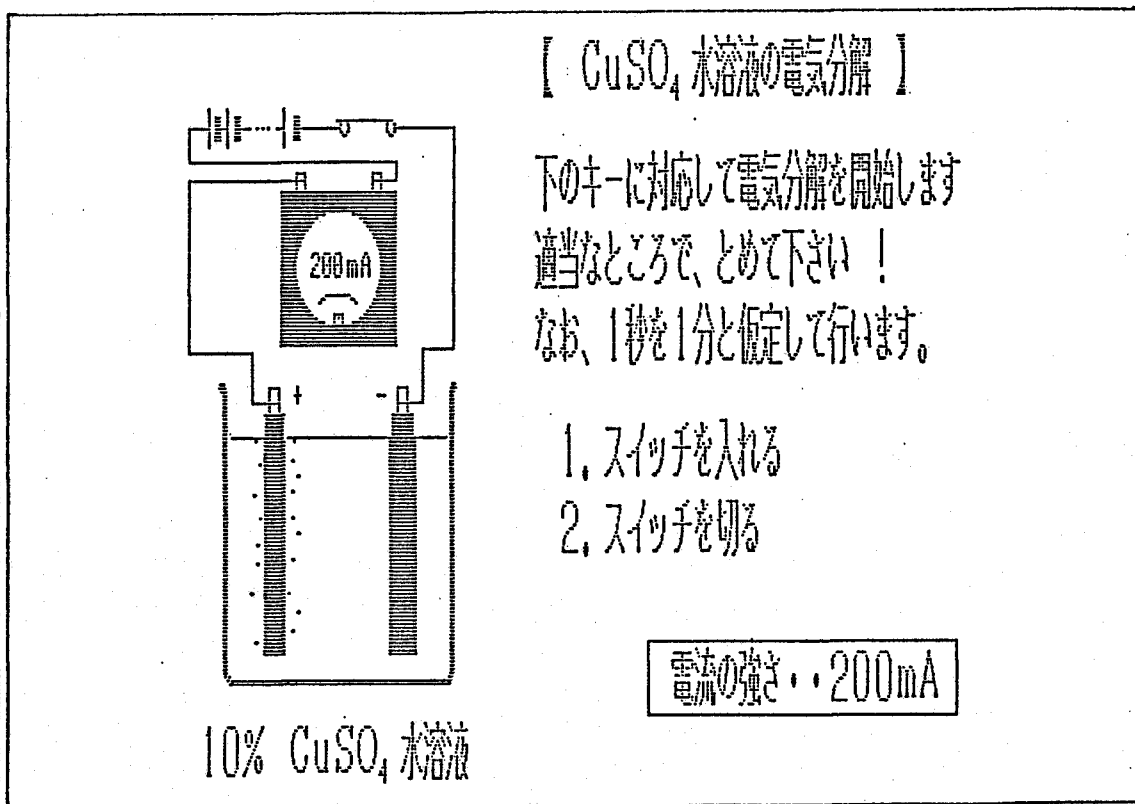 【 CuSO₄ 水溶液の電気分解 】
下のキーに対応して電気分解を開始します
適当なところで、とめて下さい !
なお、1秒を1分と仮定して行います。
1. スイッチを入れる
2. スイッチを切る
電流の強さ・・200mA
200mA
+
-
10% CuSO₄ 水溶液